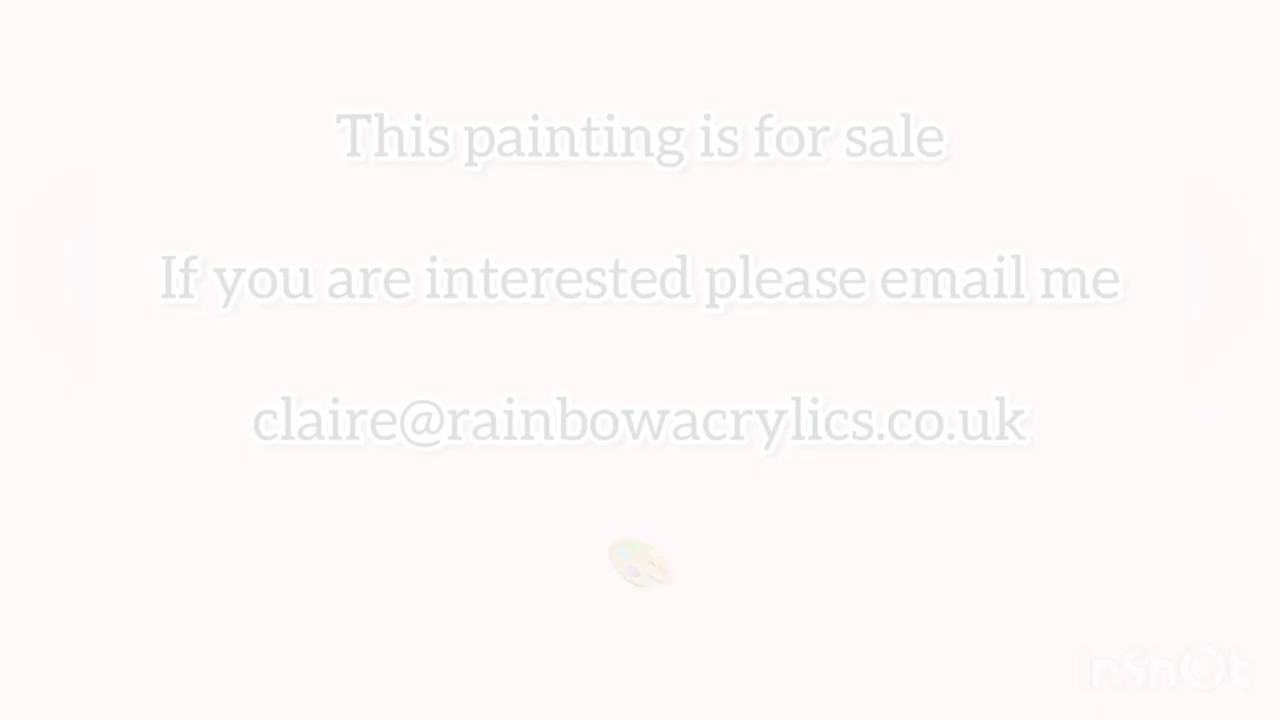 This painting is for sale
If you are interested please email me
claire@rainbowacrylics.co.uk
InShOt